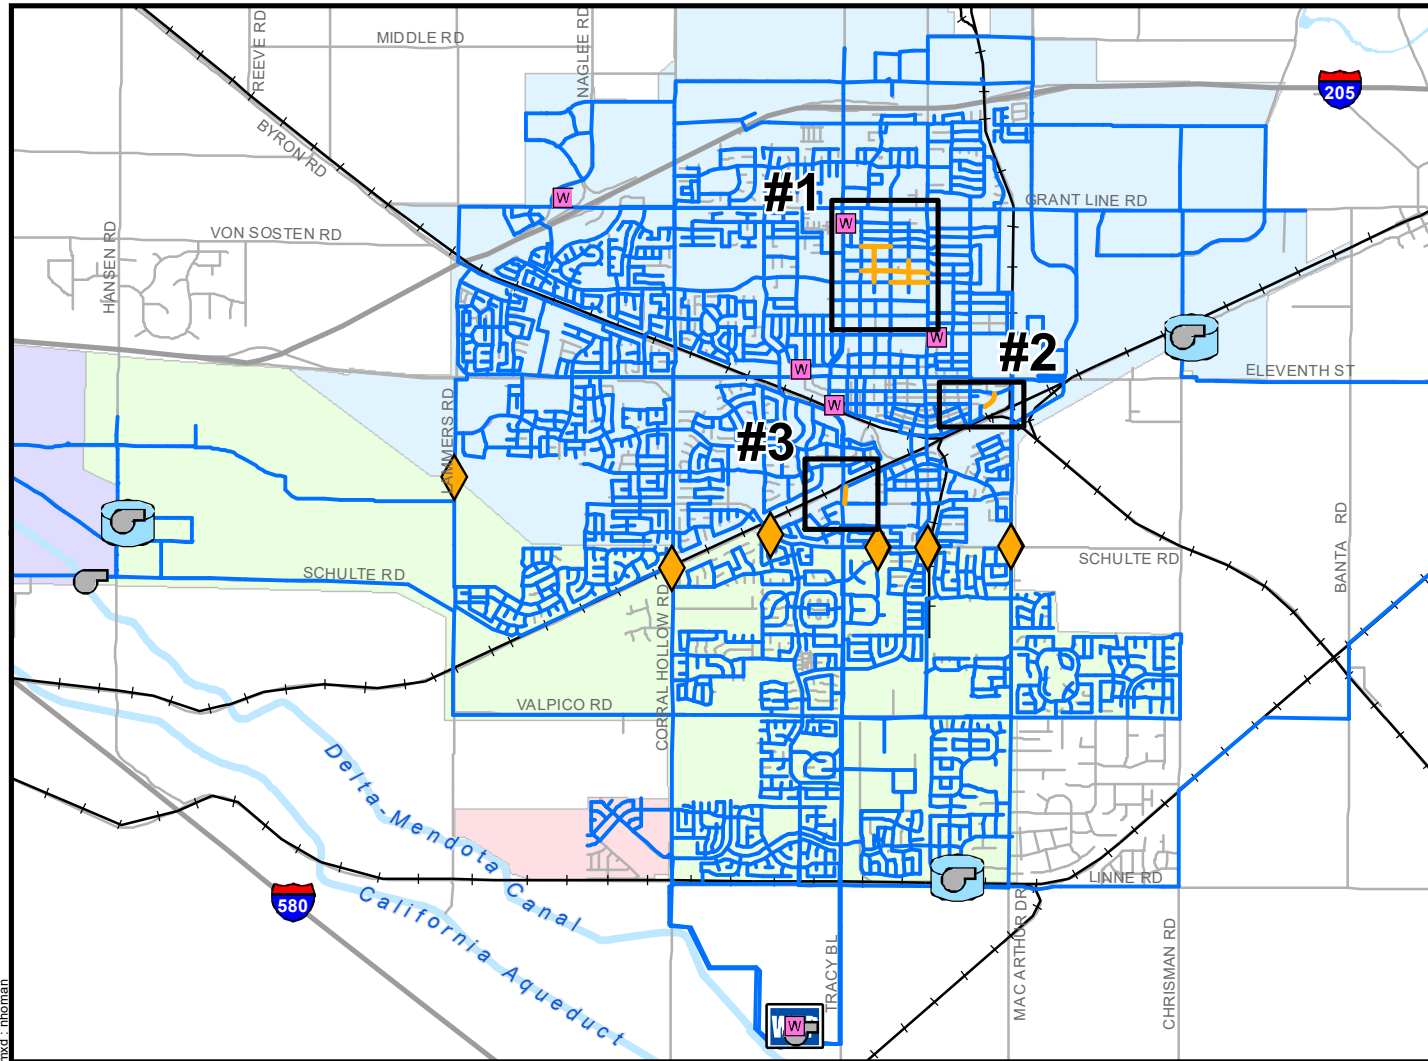 REEVE RD
MIDDLE RD
NAGLEE RD
205
BYRON RD
#1
W
W
GRANT LINE RD
VON SOSTEN RD
HANSEN RD
W
#2
W
ELEVENTH ST
LAMMERS RD
W
#3
SCHULTE RD
SCHULTE RD
BANTA RD
CORRAL HOLLOW RD
VALPICO RD
Delta-Mendota Canal
California Aqueduct
580
LINNE RD
MAC ARTHUR DR
CHRISMAN RD
TRACY BL
W
mxd : nhoman